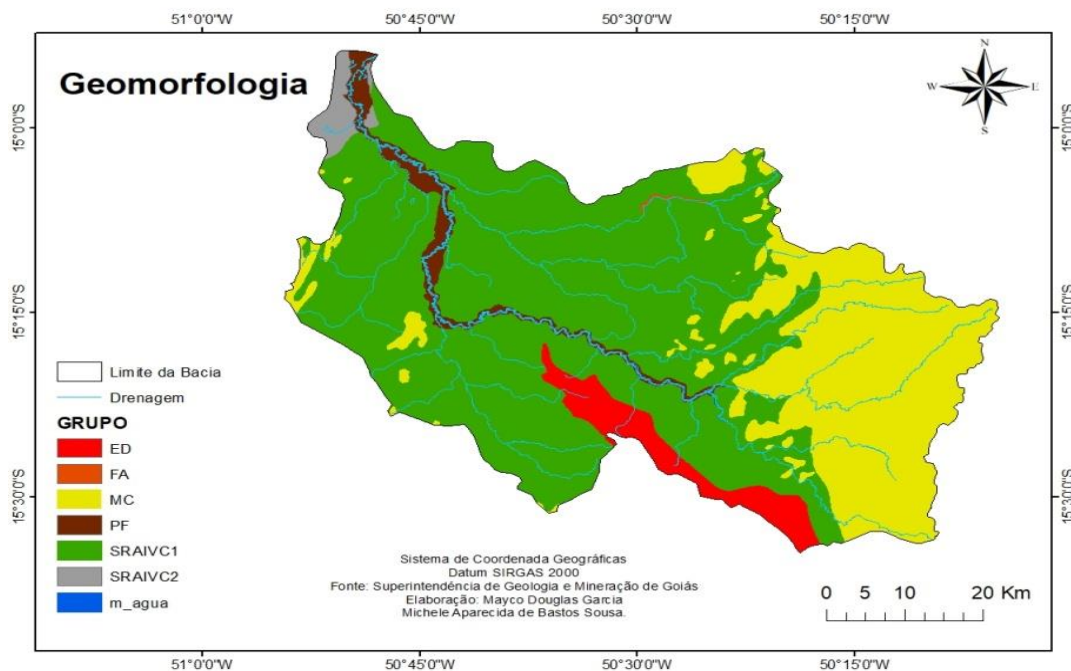 51°0'0"W 50°45'0"W 50°30'0"W 50°15'0"W
Geomorfologia
N
W E
S
15°0'0"S 15°0'0"S
15°15'0"S 15°15'0"S
15°30'0"S 15°30'0"S
Limite da Bacia
Drenagem
GRUPO
ED
FA
MC
PF
SRAIVC1
SRAIVC2
m_agua
Sistema de Coordenada Geográficas
Datum SIRGAS 2000
Fonte: Superintendência de Geologia e Mineração de Goiás
Elaboração: Mayco Douglas Garcia
Michele Aparecida de Bastos Sousa.
0 5 10 20 Km
51°0'0"W 50°45'0"W 50°30'0"W 50°15'0"W